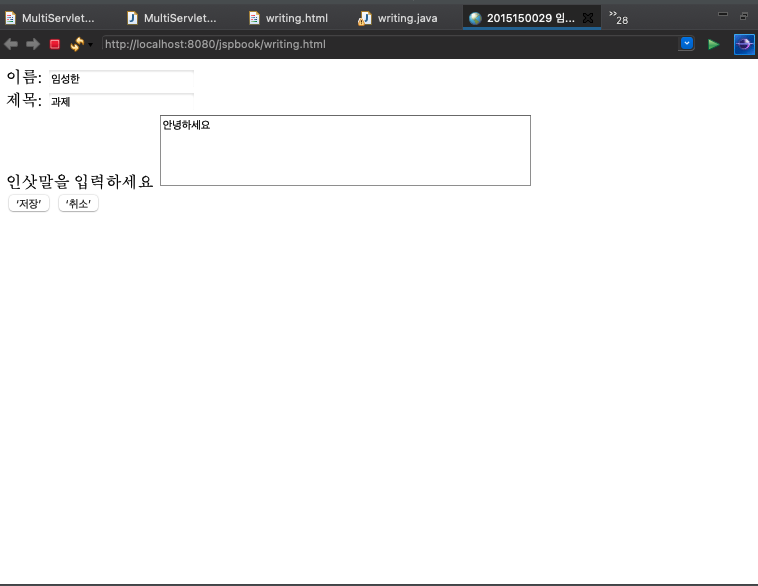 MultiServlet... MultiServlet... writing.html writing.java 2015150029 임... »28
http://localhost:8080/jspbook/writing.html
이름: 임성한
제목: 과제
안녕하세요
인삿말을 입력하세요
'저장' '취소'